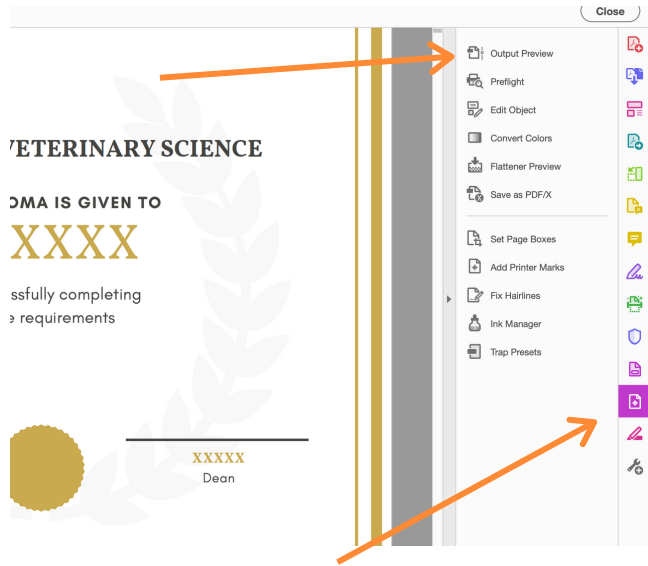 Close
VETERINARY SCIENCE
OMA IS GIVEN TO
XXXX
ssfully completing
e requirements
XXXXX
Dean
Output Preview
Preflight
Edit Object
Convert Colors
Flattener Preview
Save as PDF/X
Set Page Boxes
Add Printer Marks
Fix Hairlines
Ink Manager
Trap Presets